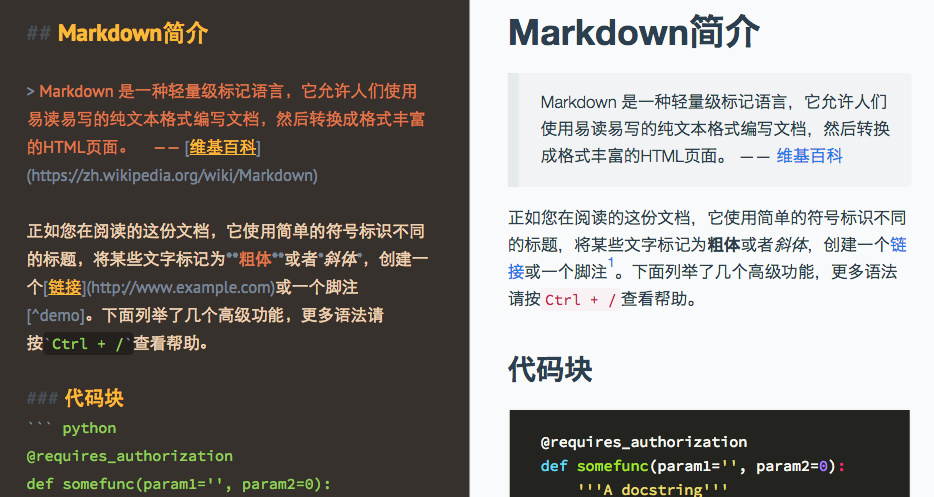 ## Markdown简介
> Markdown 是一种轻量级标记语言，它允许人们使用
易读易写的纯文本格式编写文档，然后转换成格式丰富
的HTML页面。 —— [维基百科]
(https://zh.wikipedia.org/wiki/Markdown)
正如您在阅读的这份文档，它使用简单的符号标识不同
的标题，将某些文字标记为**粗体**或者*斜体*，创建一
个[链接](http://www.example.com)或一个脚注
[^demo]。下面列举了几个高级功能，更多语法请
按`Ctrl + /`查看帮助。
### 代码块
``` python
@requires_authorization
def somefunc(param1='', param2=0):
Markdown简介
Markdown 是一种轻量级标记语言，它允许人们
使用易读易写的纯文本格式编写文档，然后转换
成格式丰富的HTML页面。 —— 维基百科
正如您在阅读的这份文档，它使用简单的符号标识不同
的标题，将某些文字标记为粗体或者斜体，创建一个链
接或一个脚注1。下面列举了几个高级功能，更多语法
请按 Ctrl + / 查看帮助。
代码块
@requires_authorization
def somefunc(param1='', param2=0):
'''A docstring'''